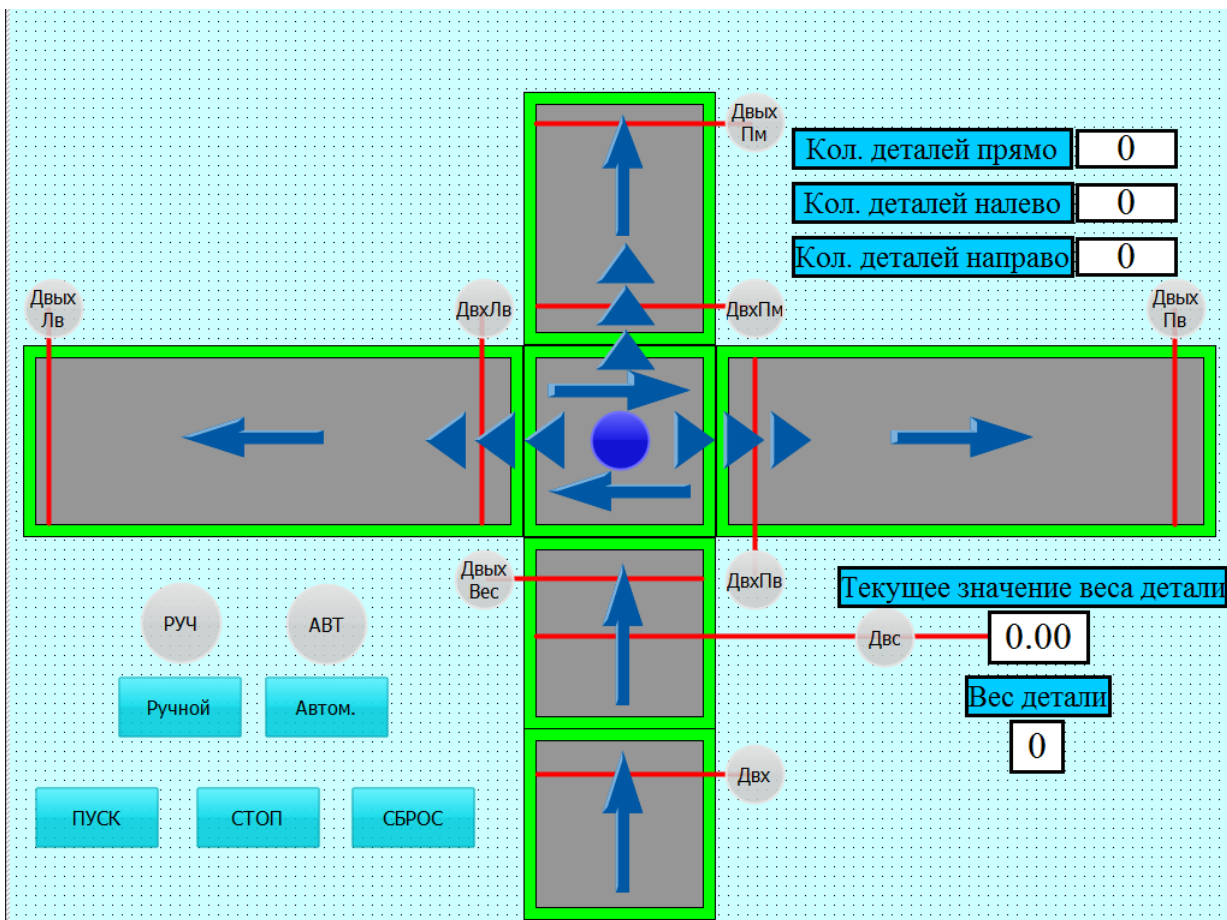 Двых
Пм
Кол. деталей прямо 0
Кол. деталей налево 0
Кол. деталей направо 0
Двых
Лв
ДвхЛв
ДвхПм
Двых
Пв
Двых
Вес
ДвхПв
Текущее значение веса детали
РУЧ
АВТ
Двс
0.00
Ручной
Автом.
Вес детали
0
Двх
ПУСК
СТОП
СБРОС